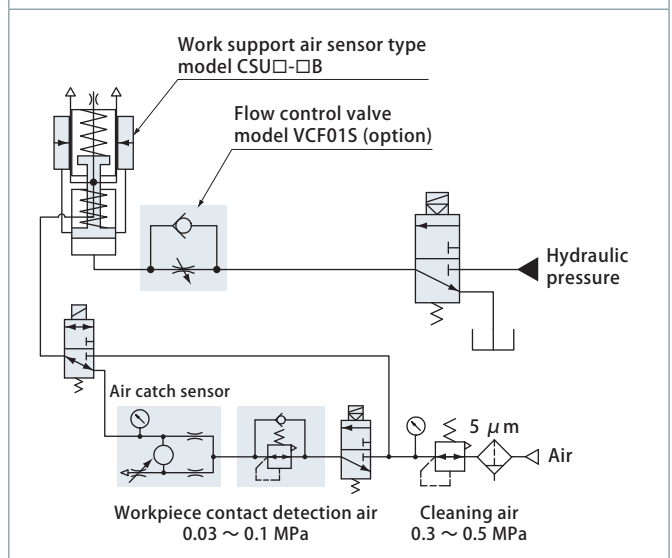 Work support air sensor type
model CSU□-□B
Flow control valve
model VCF01S (option)
Hydraulic
pressure
Air catch sensor
5 μm
Air
Workpiece contact detection air
0.03 ～ 0.1 MPa
Cleaning air
0.3 ～ 0.5 MPa